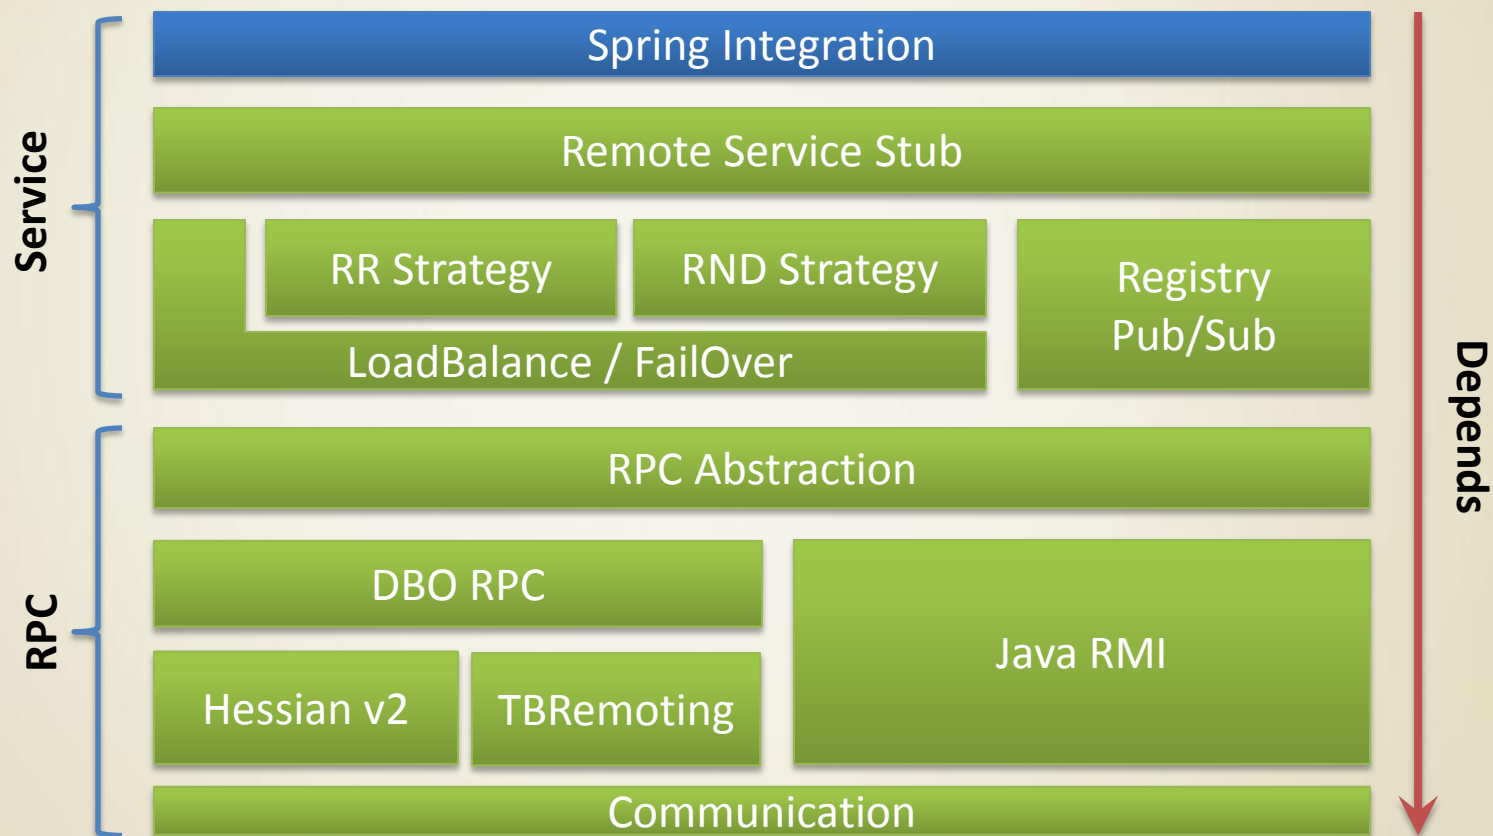 Spring Integration
Service
Remote Service Stub
RR Strategy
RND Strategy
Registry
Pub/Sub
LoadBalance / FailOver
Depends
RPC Abstraction
RPC
DBO RPC
Java RMI
Hessian v2
TBRemoting
Communication